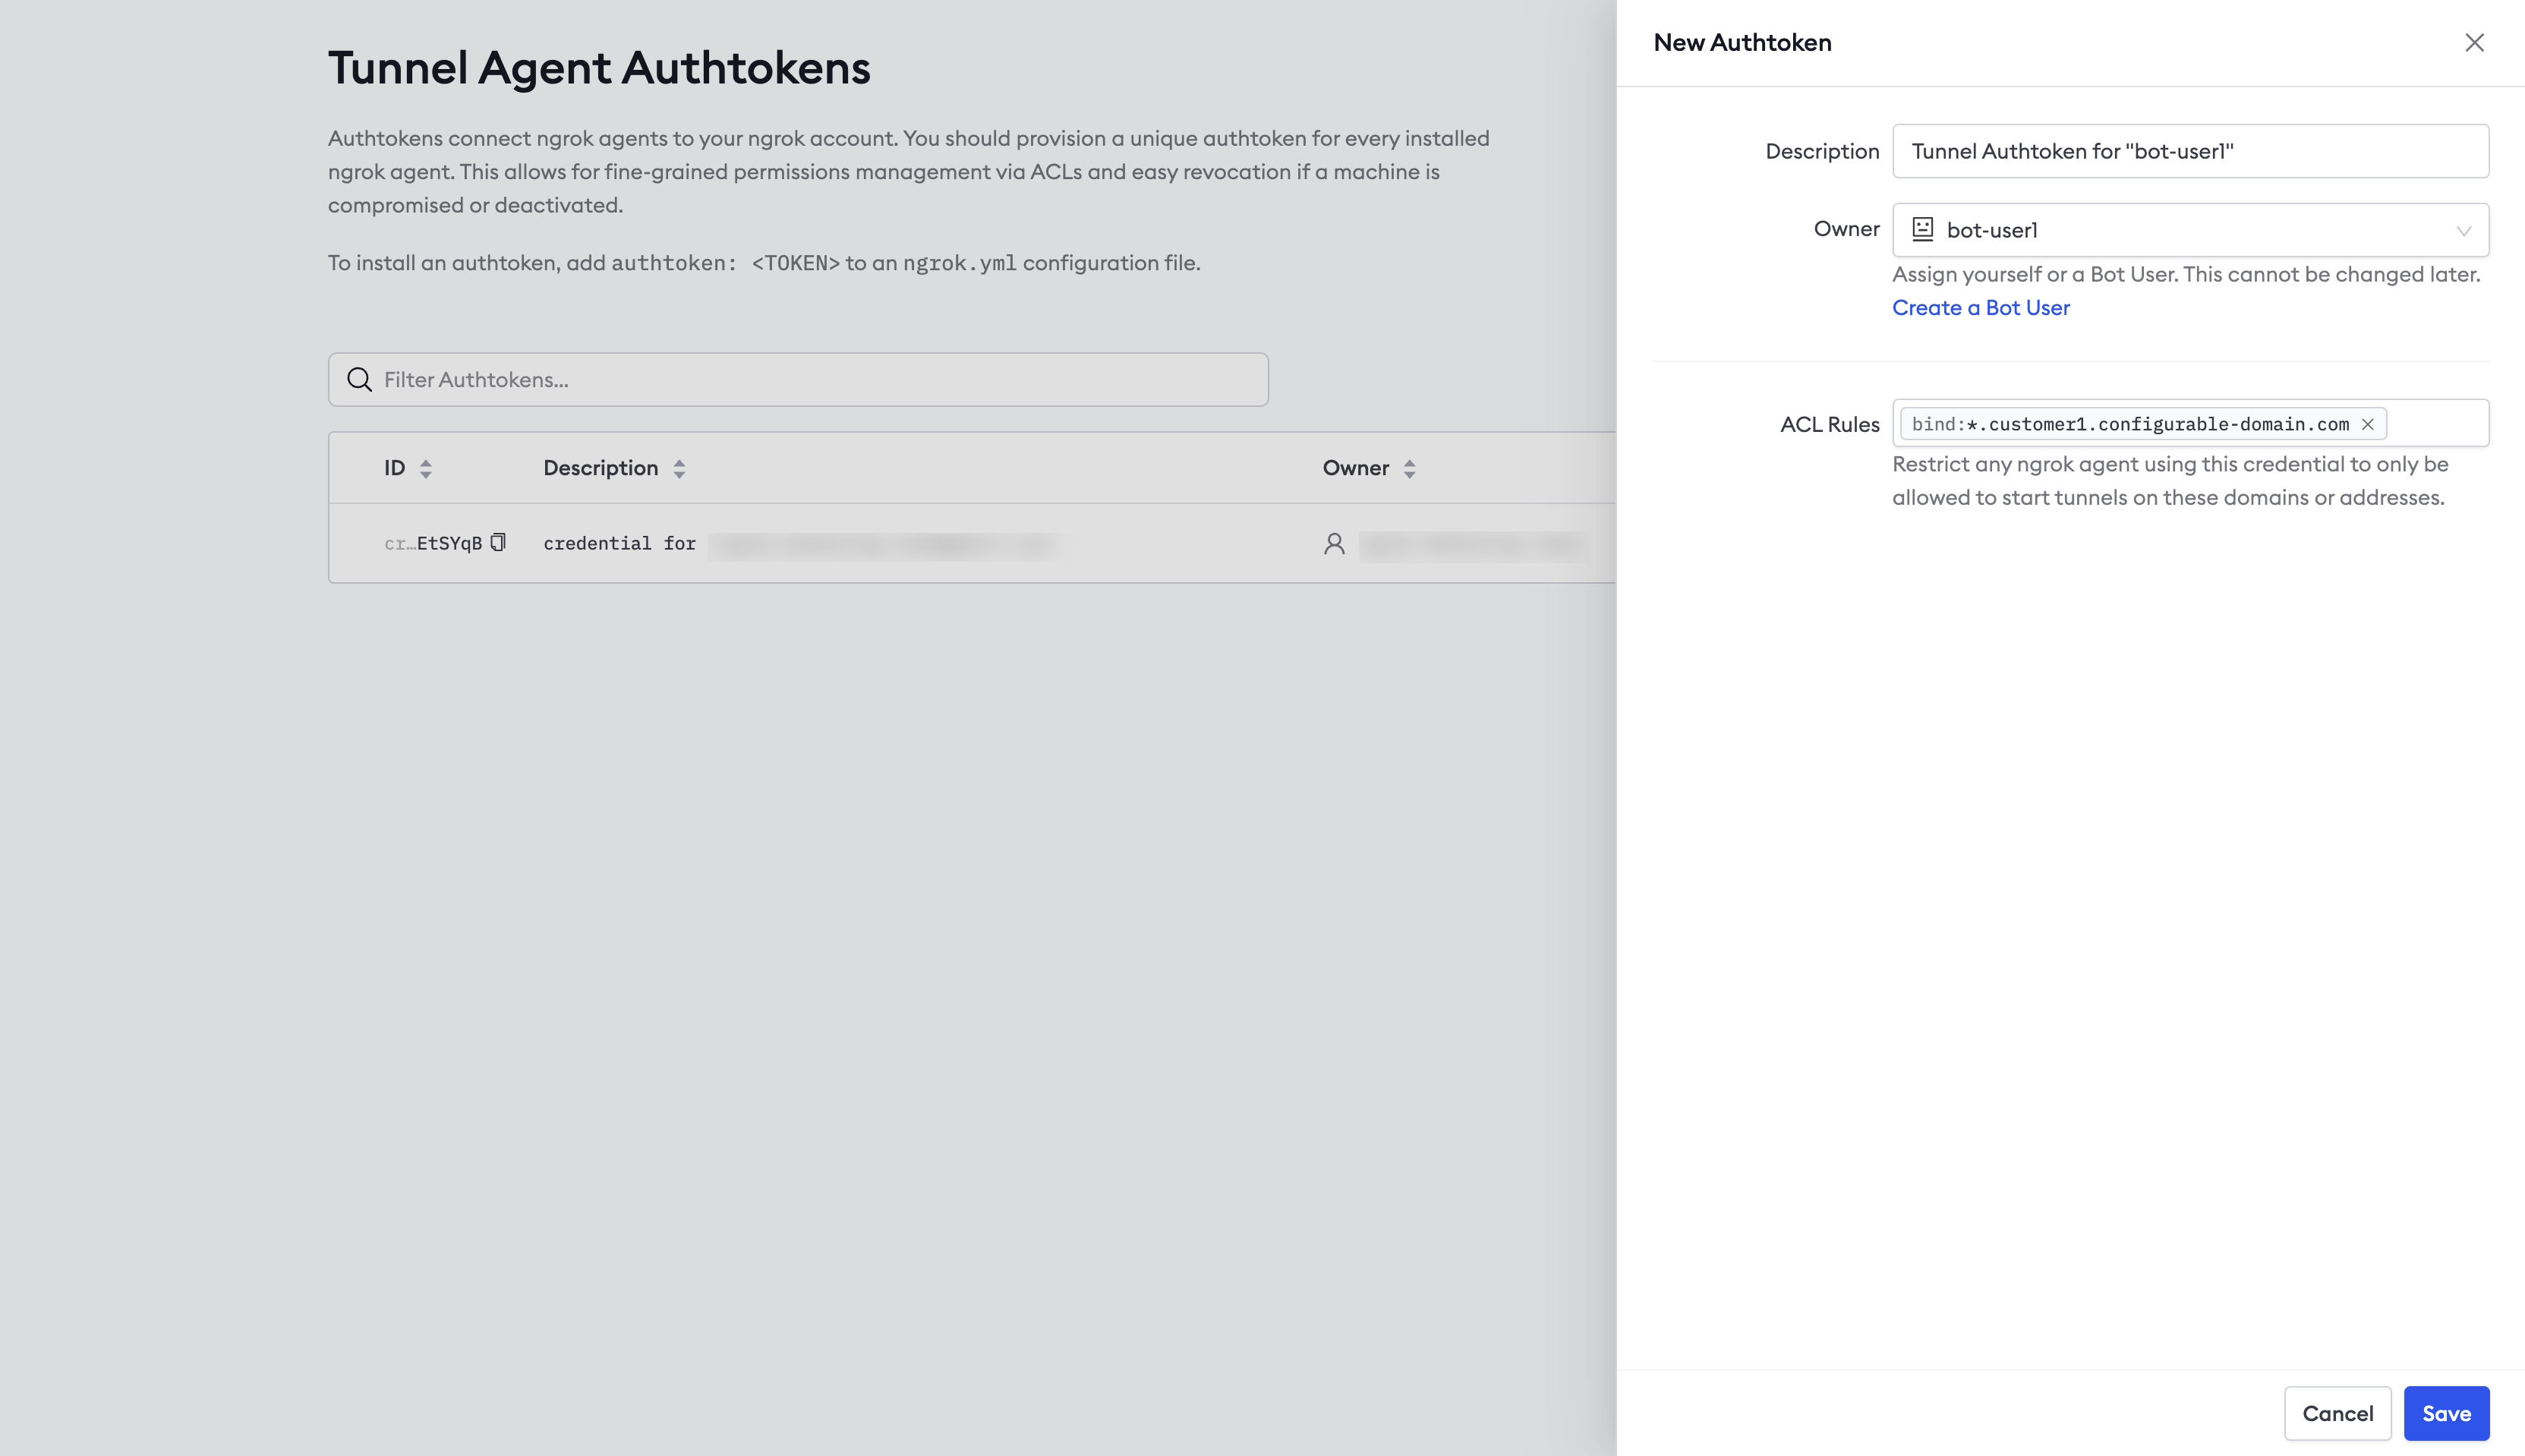 Tunnel Agent Authtokens
Authtokens connect ngrok agents to your ngrok account. You should provision a unique authtoken for every installed
ngrok agent. This allows for fine-grained permissions management via ACLs and easy revocation if a machine is
compromised or deactivated.
To install an authtoken, add authtoken: <TOKEN> to an ngrok.yml configuration file.
Filter Authtokens...
ID Description Owner
cr…EtSYqB credential for
New Authtoken
Description Tunnel Authtoken for "bot-user1"
Owner bot-user1
Assign yourself or a Bot User. This cannot be changed later.
Create a Bot User
ACL Rules bind:*.customer1.configurable-domain.com
Restrict any ngrok agent using this credential to only be
allowed to start tunnels on these domains or addresses.
Cancel Save